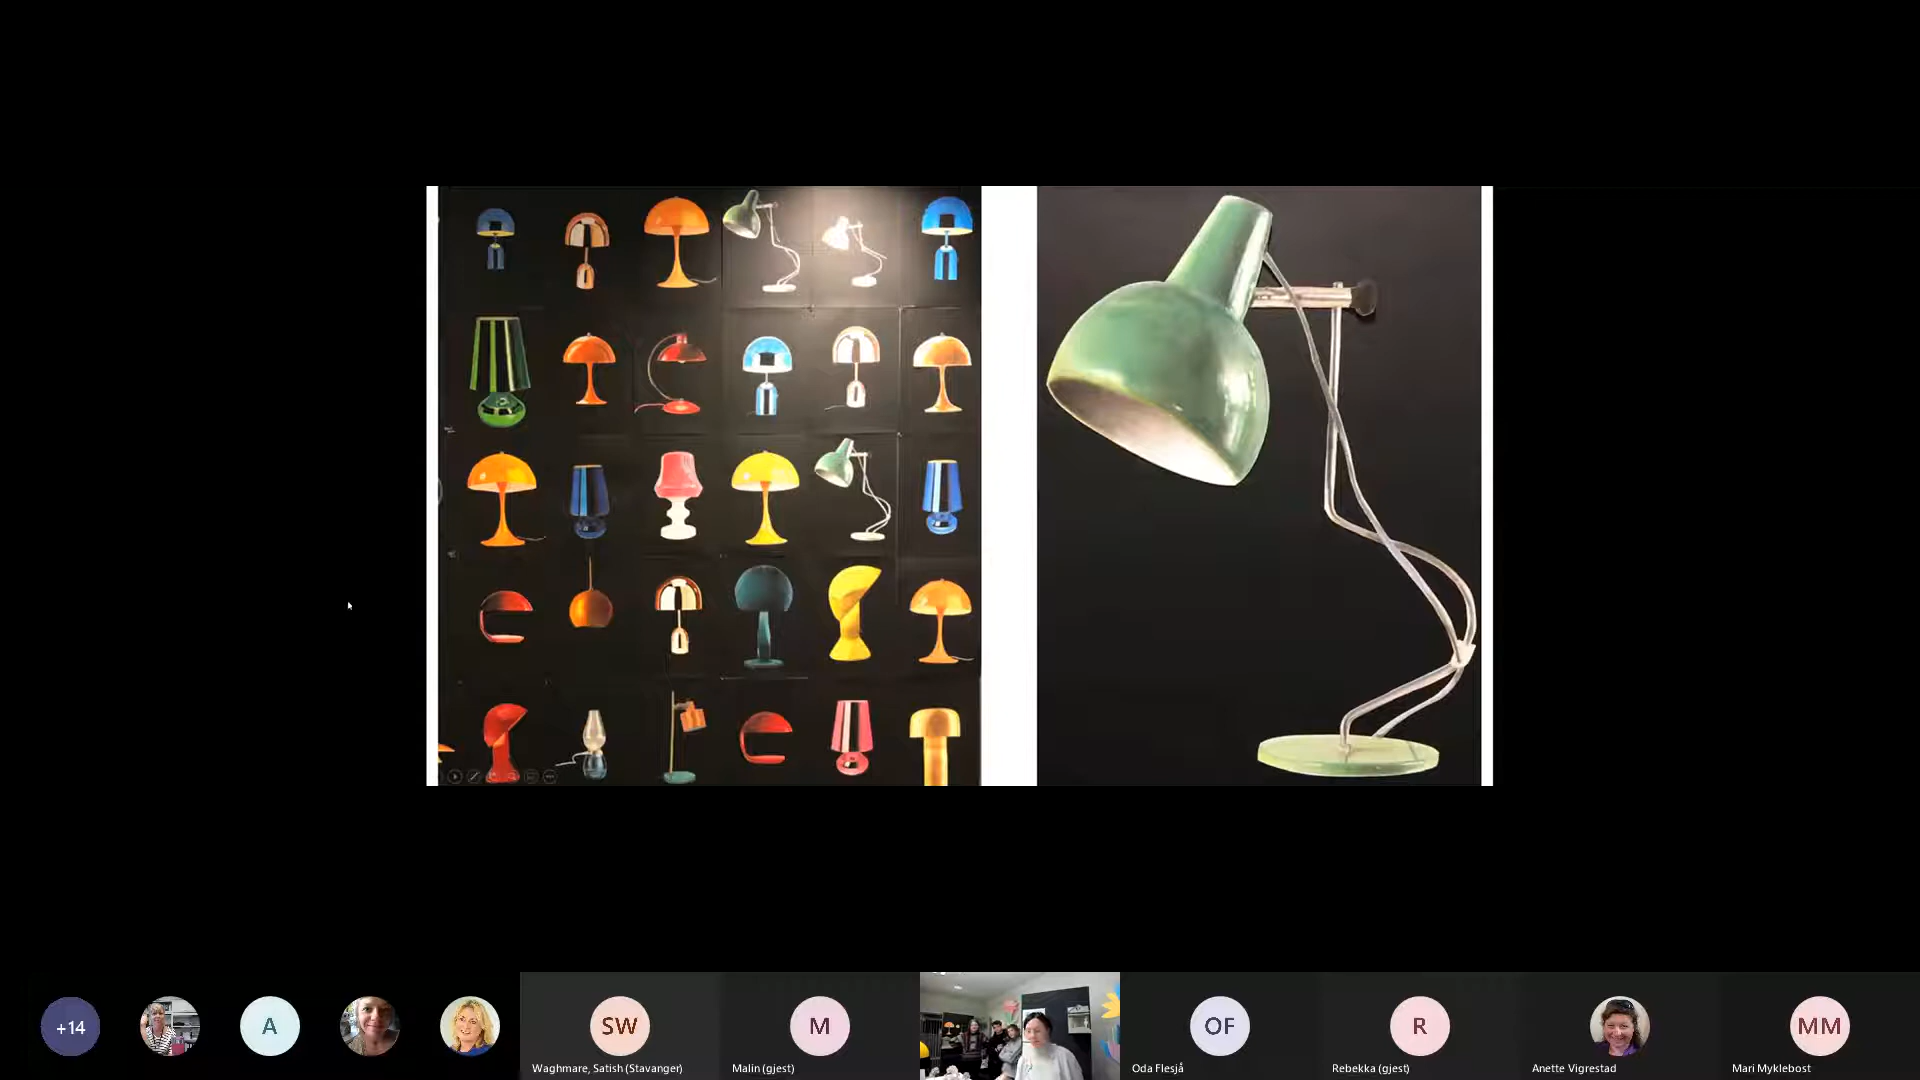 +14
A
SW
M
OF
R
MM
Waghmare, Satish (Stavanger)
Malin (gjest)
Oda Flesjå
Rebekka (gjest)
Anette Vigrestad
Mari Myklebost